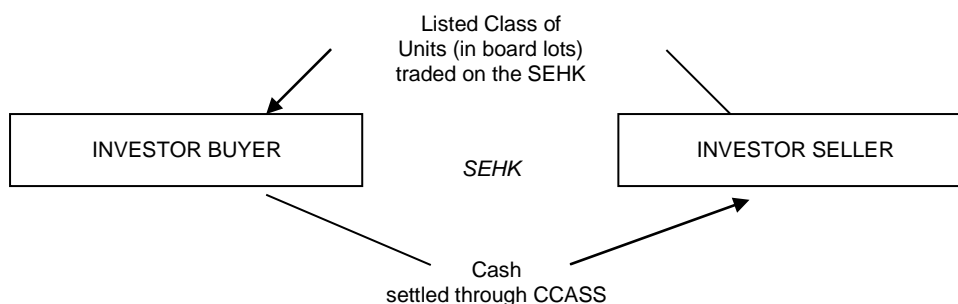 Listed Class of
Units (in board lots)
traded on the SEHK
INVESTOR BUYER
SEHK
INVESTOR SELLER
Cash
settled through CCASS